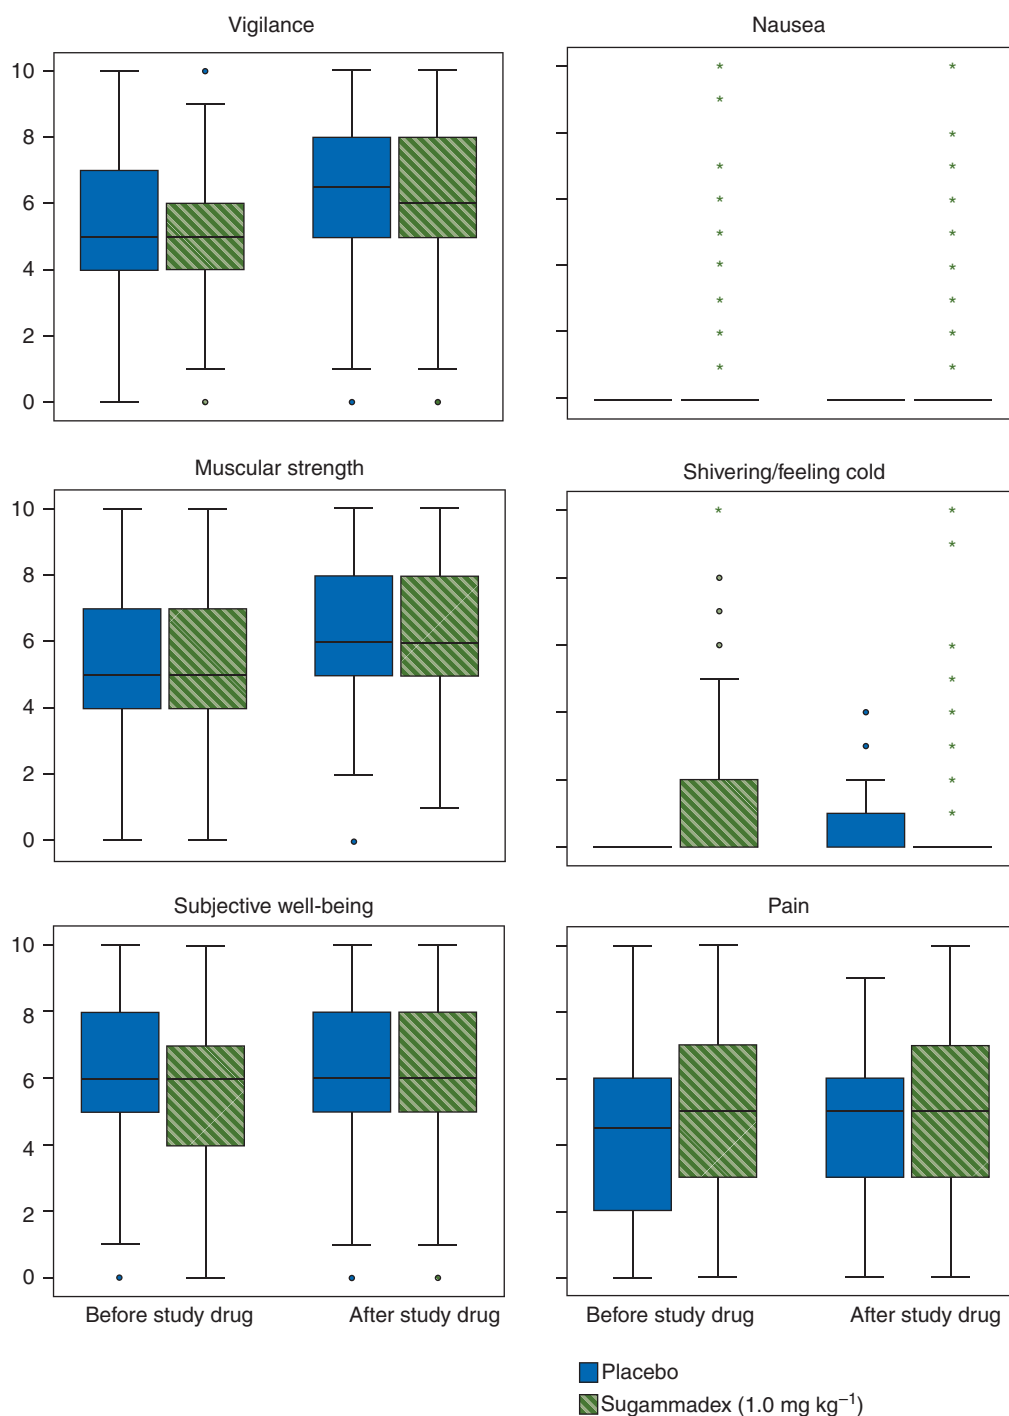 Vigilance
Nausea
10
8
6
4
2
0
Muscular strength
Shivering/feeling cold
10
8
6
4
2
0
Subjective well-being
Pain
10
8
6
4
2
0
Before study drug
After study drug
Before study drug
After study drug
Placebo
Sugammadex (1.0 mg kg⁻¹)